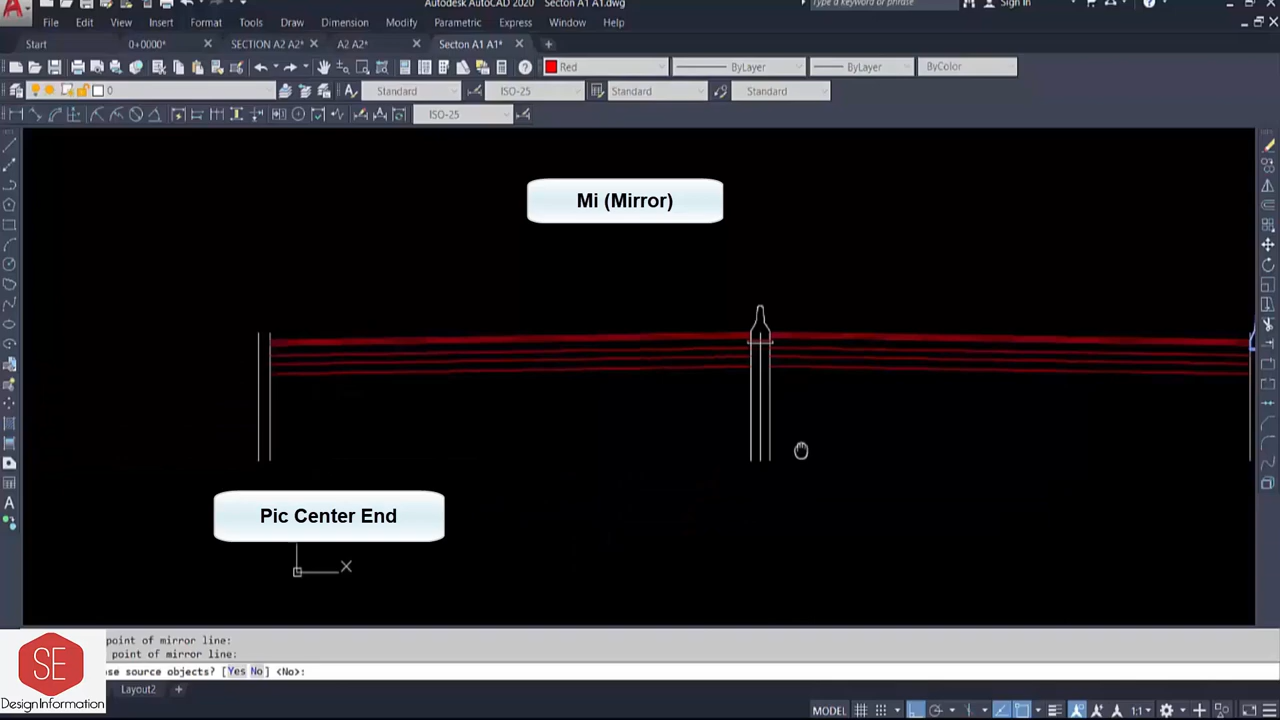 Autodesk AutoCAD 2020 Secton A1 A1.dwg
Type a keyword or phrase
Sign In
File Edit View Insert Format Tools Draw Dimension Modify Parametric Express Window Help
Start 0+0000* SECTION A2 A2* A2 A2* Secton A1 A1*
Red ByLayer ByLayer ByColor
0 Standard ISO-25 Standard Standard
ISO-25
Mi (Mirror)
Pic Center End
X
point of mirror line:
point of mirror line:
ase source objects? [Yes No] <No>:
SE
DesignInformation
Layout2
MODEL 1:1